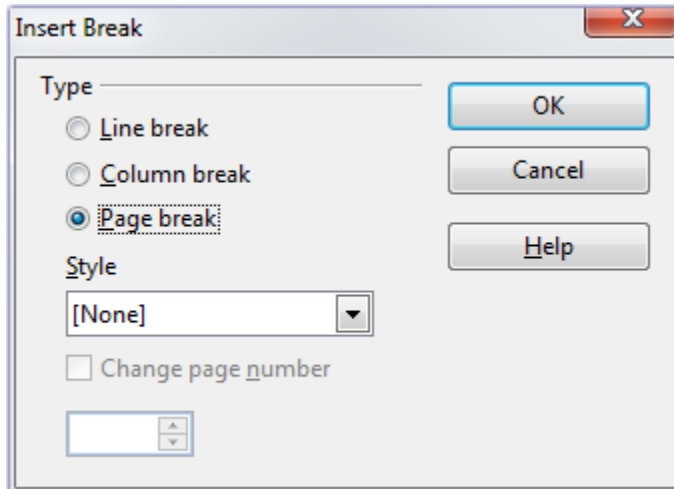 Insert Break
Type
Line break
Column break
Page break
Style
[None]
Change page number
OK
Cancel
Help